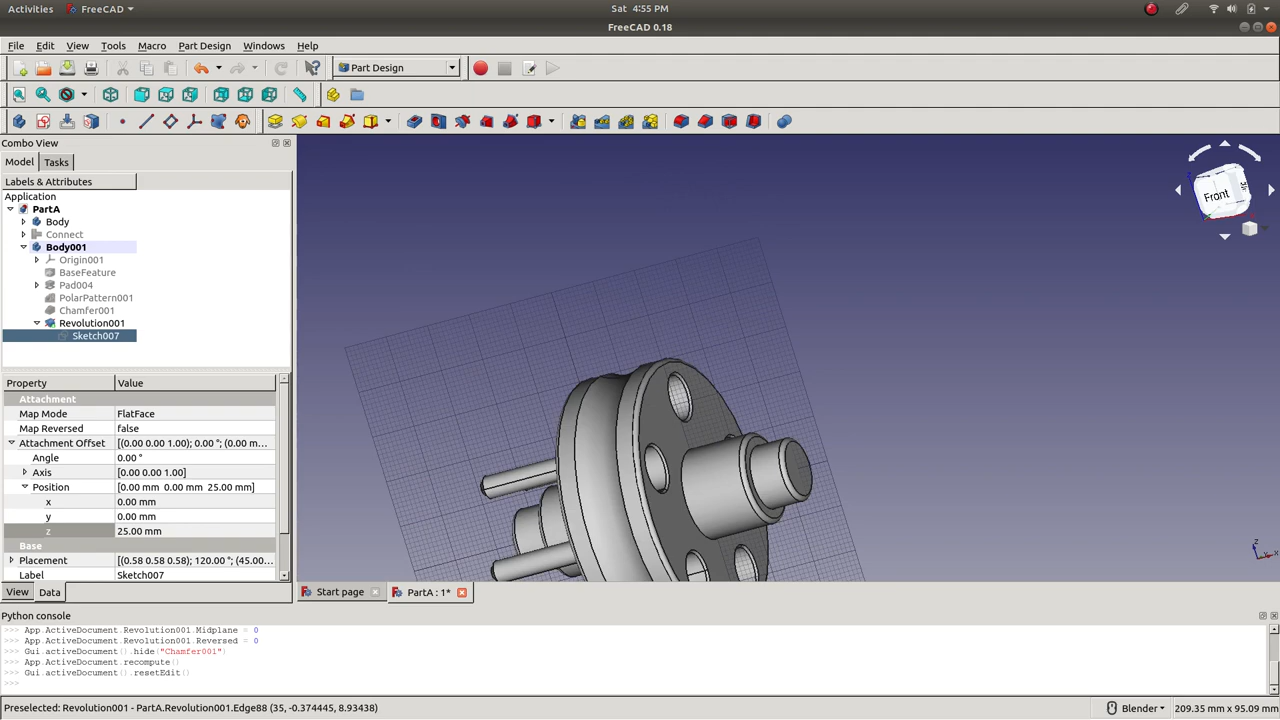 Activities FreeCAD Sat 4:55 PM
FreeCAD 0.18
File Edit View Tools Macro Part Design Windows Help
Part Design
Combo View
Model Tasks
Labels & Attributes
Application
PartA
Body
Connect
Body001
Origin001
BaseFeature
Pad004
PolarPattern001
Chamfer001
Revolution001
Sketch007
Front
Property Value
Attachment
Map Mode FlatFace
Map Reversed false
Attachment Offset [(0.00 0.00 1.00); 0.00 °; (0.00 m...
Angle 0.00 °
Axis [0.00 0.00 1.00]
Position [0.00 mm 0.00 mm 25.00 mm]
x 0.00 mm
y 0.00 mm
z 25.00 mm
Base
Placement [(0.58 0.58 0.58); 120.00 °; (45.00...
Label Sketch007
View Data
Start page PartA : 1*
Python console
>>> App.ActiveDocument.Revolution001.Midplane = 0
>>> App.ActiveDocument.Revolution001.Reversed = 0
>>> Gui.activeDocument().hide("Chamfer001")
>>> App.ActiveDocument.recompute()
>>> Gui.activeDocument().resetEdit()
>>>
Preselected: Revolution001 - PartA.Revolution001.Edge88 (35, -0.374445, 8.93438) Blender 209.35 mm x 95.09 mm